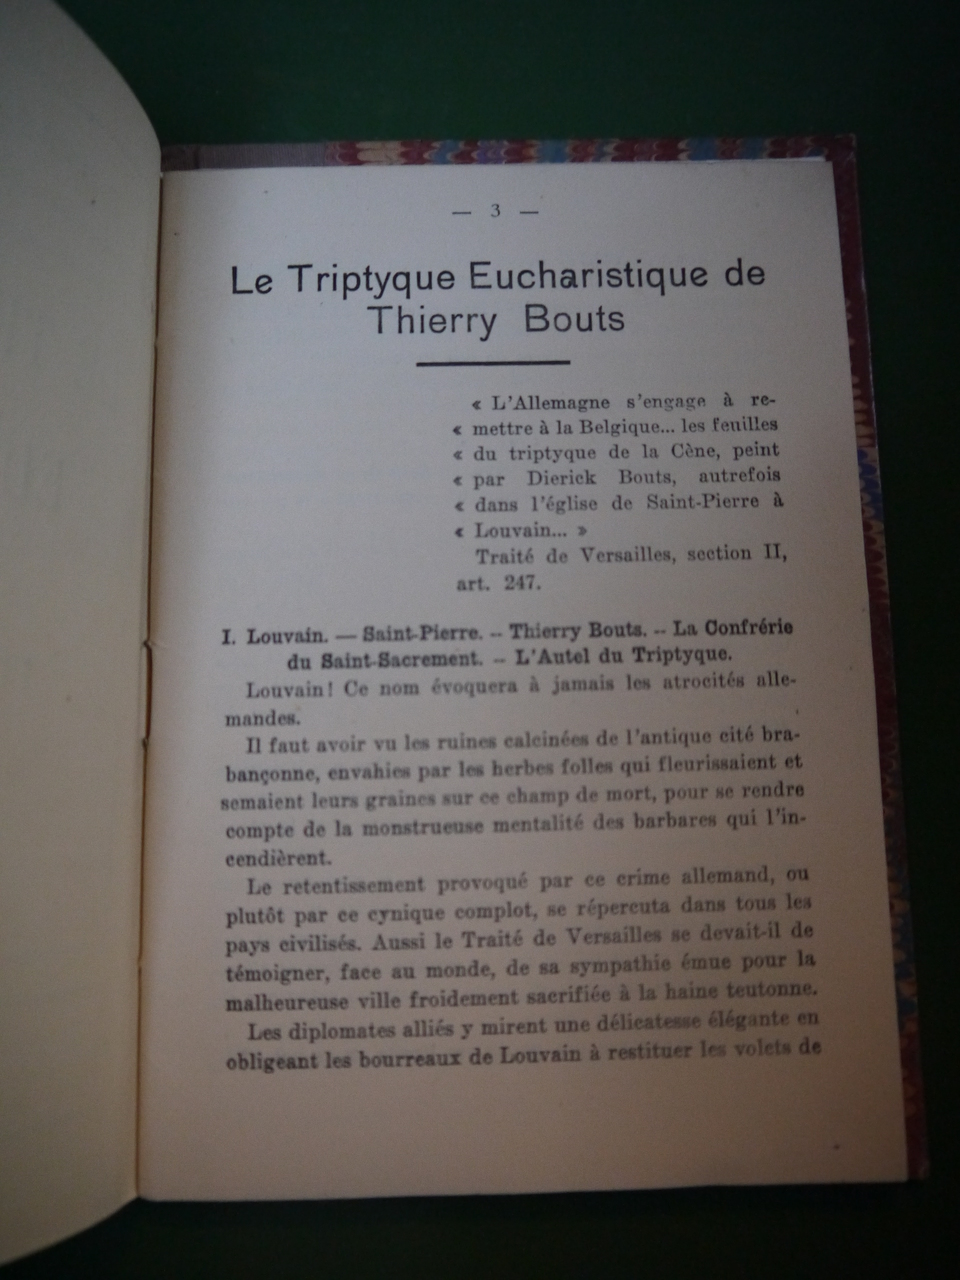 — 3 —
Le Triptyque Eucharistique de
Thierry Bouts
« L'Allemagne s'engage à re-
« mettre à la Belgique... les feuilles
« du triptyque de la Cène, peint
« par Dierick Bouts, autrefois
« dans l'église de Saint-Pierre à
« Louvain... »
Traité de Versailles, section II,
art. 247.
I. Louvain. — Saint-Pierre. -- Thierry Bouts. -- La Confrérie
du Saint-Sacrement. -- L'Autel du Triptyque.
Louvain! Ce nom évoquera à jamais les atrocités alle-
mandes.
Il faut avoir vu les ruines calcinées de l'antique cité bra-
bançonne, envahies par les herbes folles qui fleurissaient et
semaient leurs graines sur ce champ de mort, pour se rendre
compte de la monstrueuse mentalité des barbares qui l'in-
cendièrent.
Le retentissement provoqué par ce crime allemand, ou
plutôt par ce cynique complot, se répercuta dans tous les
pays civilisés. Aussi le Traité de Versailles se devait-il de
témoigner, face au monde, de sa sympathie émue pour la
malheureuse ville froidement sacrifiée à la haine teutonne.
Les diplomates alliés y mirent une délicatesse élégante en
obligeant les bourreaux de Louvain à restituer les volets de